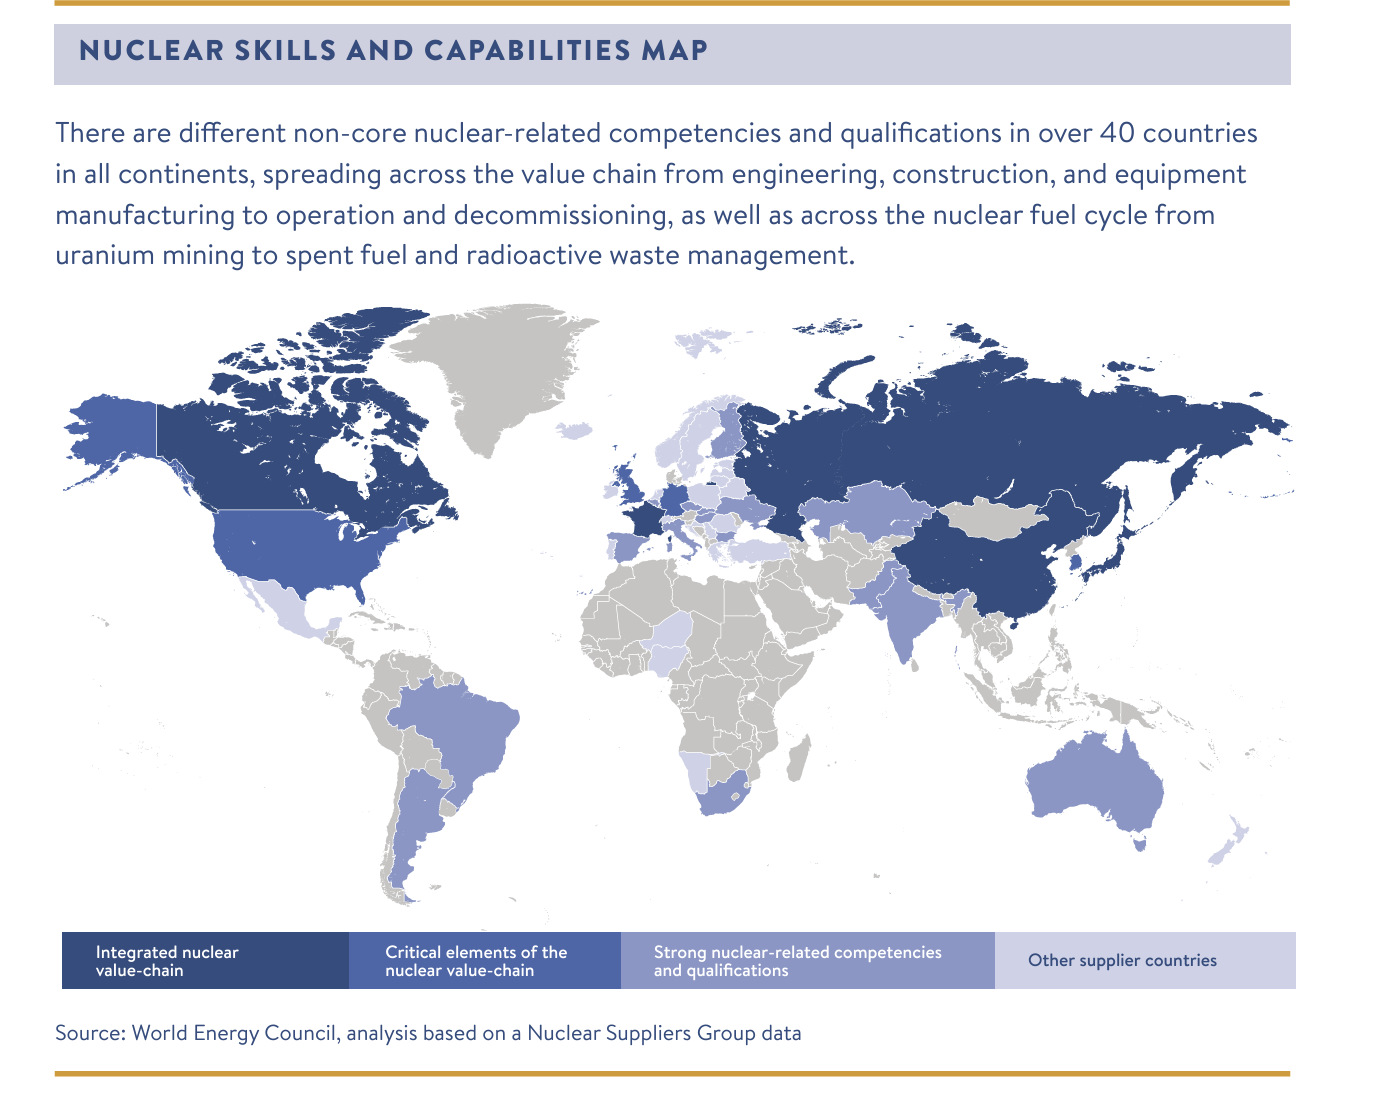 NUCLEAR SKILLS AND CAPABILITIES MAP
There are different non-core nuclear-related competencies and qualifications in over 40 countries
in all continents, spreading across the value chain from engineering, construction, and equipment
manufacturing to operation and decommissioning, as well as across the nuclear fuel cycle from
uranium mining to spent fuel and radioactive waste management.
Integrated nuclear
value-chain
Critical elements of the
nuclear value-chain
Strong nuclear-related competencies
and qualifications
Other supplier countries
Source: World Energy Council, analysis based on a Nuclear Suppliers Group data